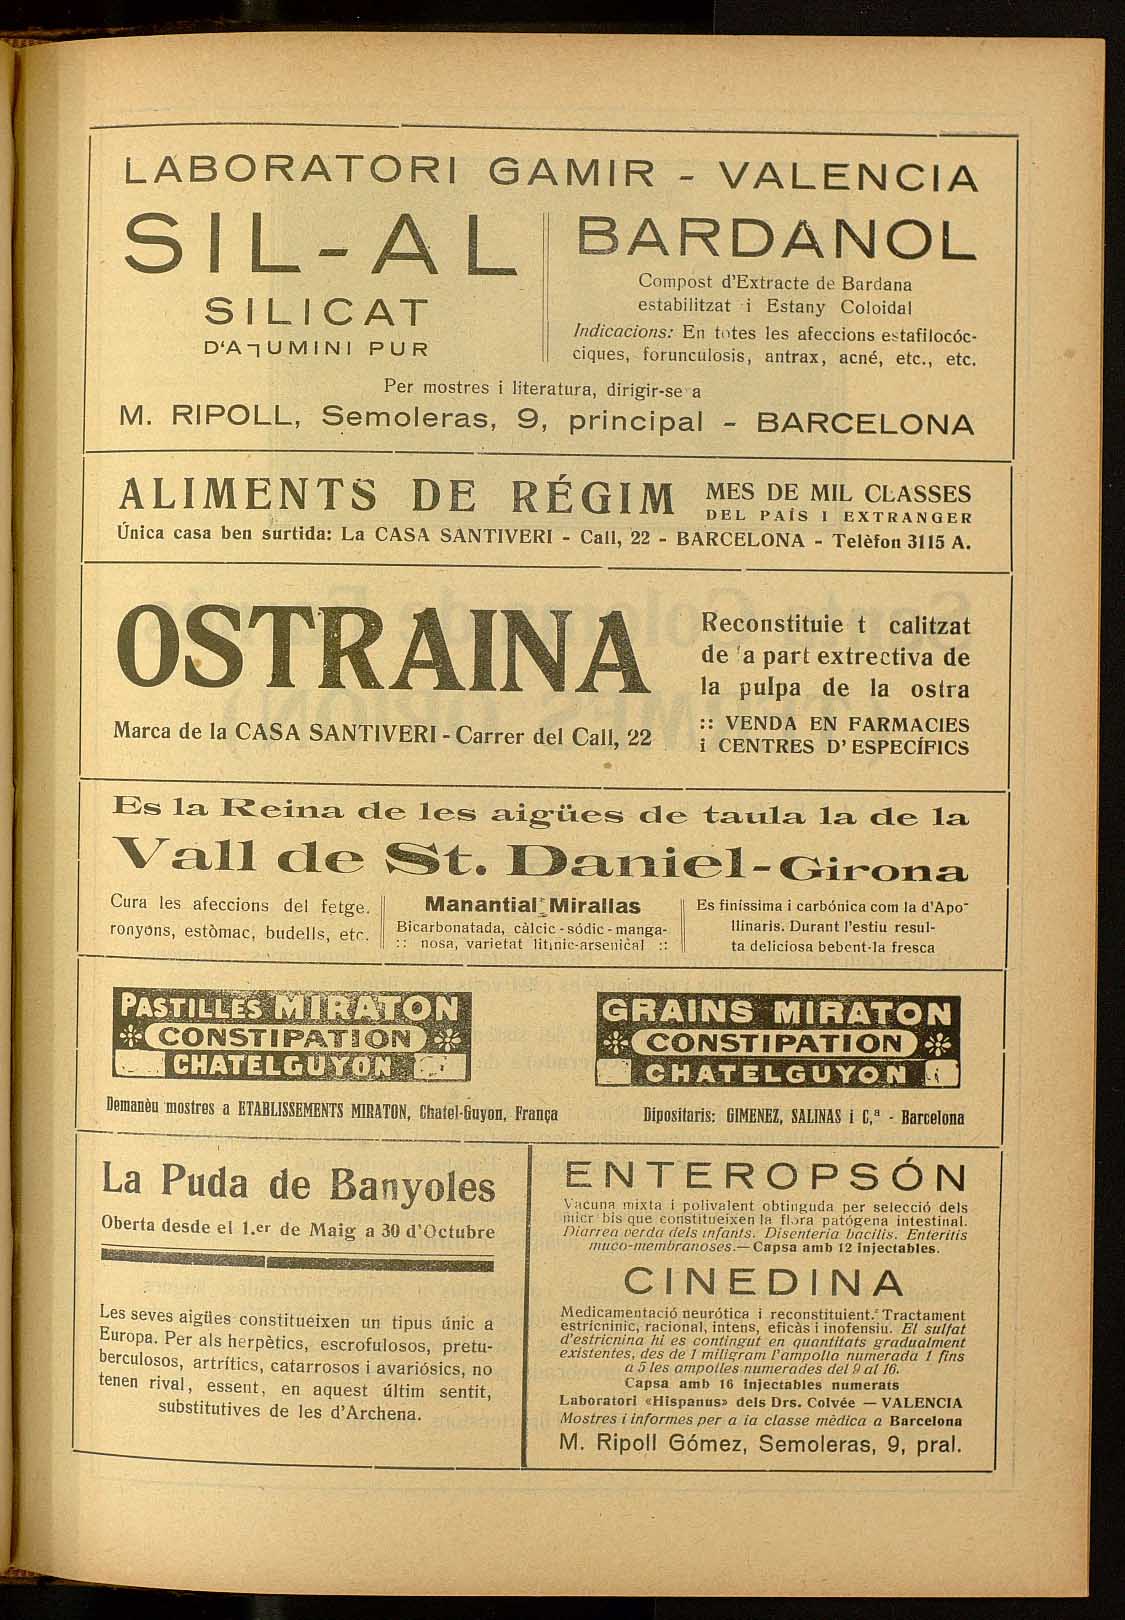 LABORATORI GAMIR - VALENCIA
SIL-AL
SILICAT
D'A⅂UMINI PUR
BARDANOL
Compost d'Extracte de Bardana
estabilitzat i Estany Coloidal
Indicacions: En totes les afeccions estafilocóc-
ciques, forunculosis, antrax, acné, etc., etc.
Per mostres i literatura, dirigir-se a
M. RIPOLL, Semoleras, 9, principal - BARCELONA
ALIMENTS DE RÉGIM
MES DE MIL CLASSES
DEL PAÍS I EXTRANGER
Única casa ben surtida: La CASA SANTIVERI - Call, 22 - BARCELONA - Telèfon 3115 A.
OSTRAINA
Marca de la CASA SANTIVERI - Carrer del Call, 22
Reconstituie t calitzat
de 'a part extrectiva de
la pulpa de la ostra
:: VENDA EN FARMACIES
i CENTRES D'ESPECÍFICS
Es la Reina de les aigües de taula la de la
Vall de St. Daniel-Girona
Cura les afeccions del fetge.
ronyons, estòmac, budells, etc.
Manantial Mirallas
Bicarbonatada, càlcic-sódic-manga-
:: nosa, varietat litínic-arsenical ::
Es finíssima i carbónica com la d'Apo-
llinaris. Durant l'estiu resul-
ta deliciosa bebent-la fresca
PASTILLES MIRATON
CONSTIPATION
CHATELGUYON
GRAINS MIRATON
CONSTIPATION
CHATELGUYON
Demanèu mostres a ETABLISSEMENTS MIRATON, Chatel-Guyon, França
Dipositaris: GIMENEZ, SALINAS i C,ª - Barcelona
La Puda de Banyoles
Oberta desde el 1.er de Maig a 30 d'Octubre
Les seves aigües constitueixen un tipus únic a
Europa. Per als herpètics, escrofulosos, pretu-
berculosos, artrítics, catarrosos i avariósics, no
tenen rival, essent, en aquest últim sentit,
substitutives de les d'Archena.
ENTEROPSÓN
Vacuna mixta i polivalent obtinguda per selecció dels
micr bis que constitueixen la flora patógena intestinal.
Diarrea verda dels infants. Disenteria bacilis. Enteritis
muco-membranoses.— Capsa amb 12 injectables.
CINEDINA
Medicamentació neurótica i reconstituient. Tractament
estricninic, racional, intens, eficàs i inofensiu. El sulfat
d'estricnina hi es contingut en quantitats gradualment
existentes, des de 1 miligram l'ampolla numerada 1 fins
a 5 les ampolles numerades del 9 al 16.
Capsa amb 16 injectables numerats
Laboratori «Hispanus» dels Drs. Colvée — VALENCIA
Mostres i informes per a la classe mèdica a Barcelona
M. Ripoll Gómez, Semoleras, 9, pral.